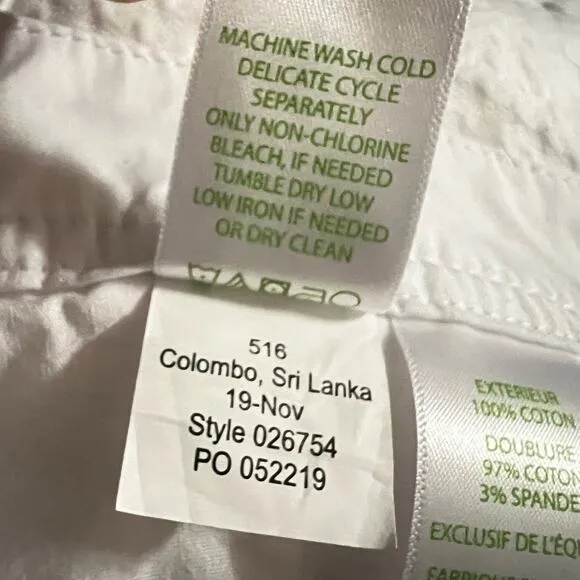 MACHINE WASH COLD
DELICATE CYCLE
SEPARATELY
ONLY NON-CHLORINE
BLEACH, IF NEEDED
TUMBLE DRY LOW
LOW IRON IF NEEDED
OR DRY CLEAN
516
Colombo, Sri Lanka
19-Nov
Style 026754
PO 052219
EXTERIEUR
100% COTON
DOUBLURE
97% COTO
3% SPANDE
EXCLUSIF DE L'ÉQ